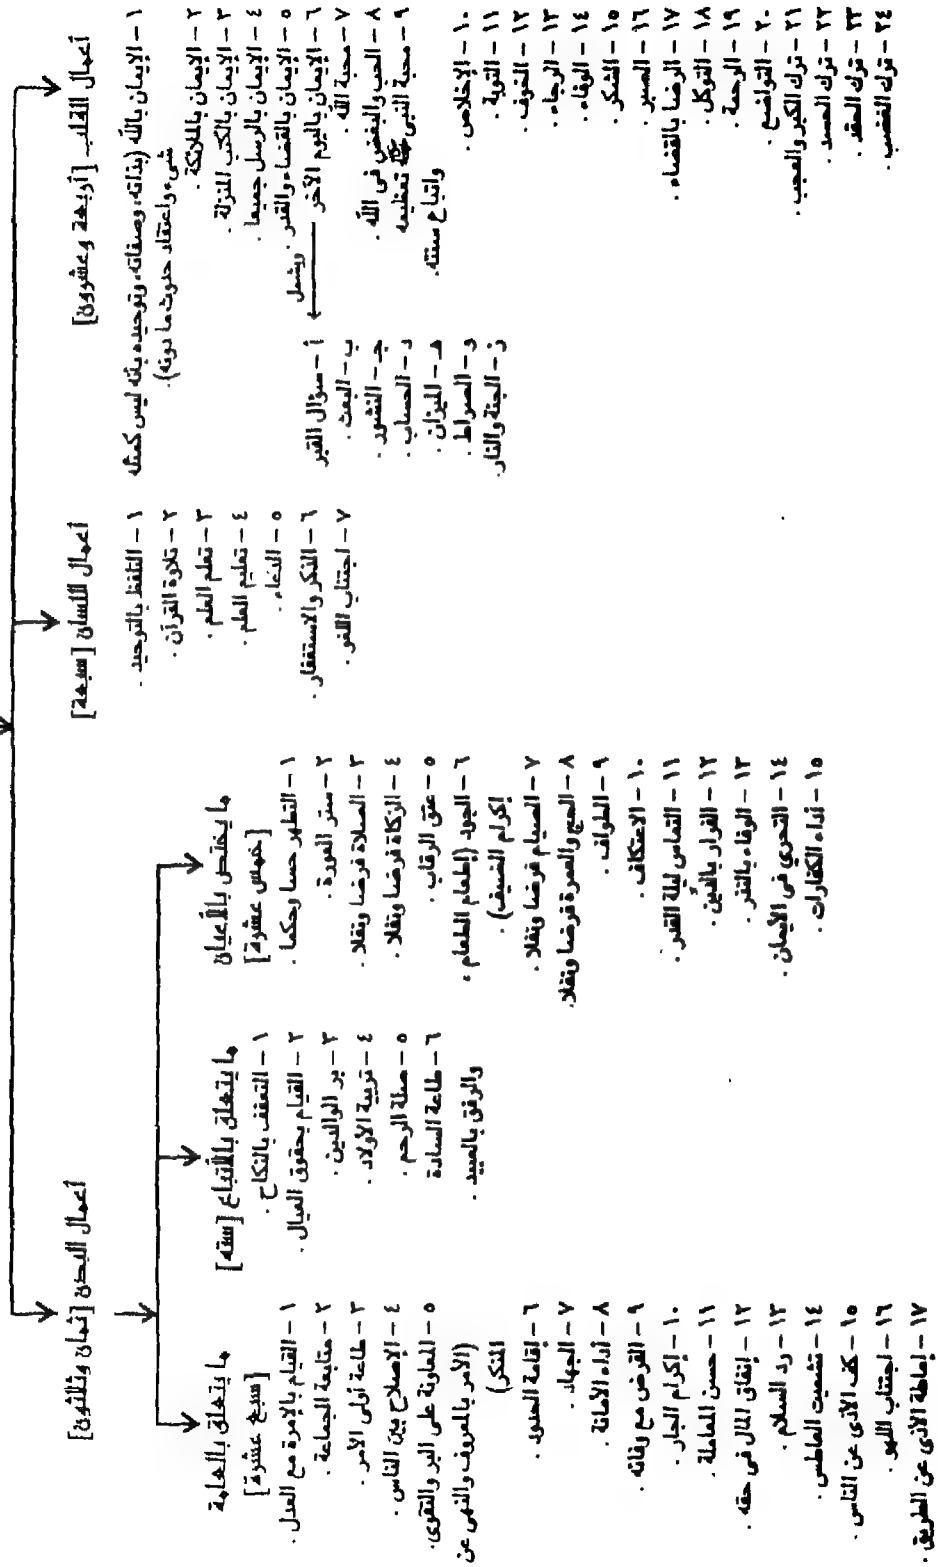 أعمال القلب [أربعة وعشرون]
١ – الإيمان بالله (بذاته، وصفاته، وتوحيده بأنه ليس كمثله
شىء واعتقاد حدوث ما دونه).
٢ – الإيمان بالملائكة .
٣ – الإيمان بالكتب المنزلة .
٤ – الإيمان بالرسل جميعا .
٥ – الإيمان بالقضاء والقدر .
٦ – الإيمان باليوم الآخر ويشمل
أ – سؤال القبر
ب – البعث .
جـ – النشور .
د – الحساب .
هـ – الميزان .
و – الصراط .
ز – الجنة والنار.
٧ – محبة الله .
٨ – الحب والبغض فى الله .
٩ – محبة النبى ﷺ تعظيمه
واتباع سنته.
١٠ – الإخلاص .
١١ – التوبة .
١٢ – الخوف .
١٣ – الرجاء .
١٤ – الوفاء .
١٥ – الشكر .
١٦ – الصبر .
١٧ – الرضا بالقضاء .
١٨ – التوكل .
١٩ – الرحمة .
٢٠ – التواضع .
٢١ – ترك الكبر والعجب .
٢٢ – ترك الحسد .
٢٣ – ترك الحقد .
٢٤ – ترك الغضب .
أعمال اللسان [سبعة]
١ – التلفظ بالتوحيد .
٢ – تلاوة القرآن .
٣ – تعلم العلم .
٤ – تعليم العلم .
٥ – الدعاء .
٦ – الذكر والاستغفار .
٧ – اجتناب اللغو .
أعمال البدن [ثمان وثلاثون]
ما يختص بالأعيان
[خمس عشرة]
١ – التطهر حسا وحكما .
٢ – ستر العورة .
٣ – الصلاة فرضا ونفلا .
٤ – الزكاة فرضا ونفلا .
٥ – عتق الرقاب .
٦ – الجود (إطعام الطعام ،
إكرام الضيف) .
٧ – الصيام فرضا ونفلا .
٨ – الحج والعمرة فرضا ونفلا.
٩ – الطواف .
١٠ – الاعتكاف .
١١ – التماس ليلة القدر .
١٢ – الفرار بالدّين .
١٣ – الوفاء بالنذر .
١٤ – التحري في الأيمان .
١٥ – أداء الكفارات .
ما يتعلق بالأتباع [سته]
١ – التعفف بالنكاح .
٢ – القيام بحقوق العيال .
٣ – بر الوالدين .
٤ – تربية الأولاد .
٥ – صلة الرحم .
٦ – طاعة السادة
والرفق بالعبيد .
ما يتعلق بالعامة
[سبع عشرة]
١ – القيام بالإمرة مع العدل .
٢ – متابعة الجماعة .
٣ – طاعة أولى الأمر .
٤ – الإصلاح بين الناس .
٥ – المعاونة على البر والتقوى.
(الأمر بالمعروف والنهى عن
المنكر)
٦ – إقامة الحدود .
٧ – الجهاد .
٨ – أداء الأمانة .
٩ – القرض مع وفائه .
١٠ – إكرام الجار .
١١ – حسن المعاملة .
١٢ – إنفاق المال فى حقه .
١٣ – رد السلام .
١٤ – تشميت العاطس .
١٥ – كف الأذى عن الناس .
١٦ – اجتناب اللهو .
١٧ – إماطة الأذى عن الطريق .